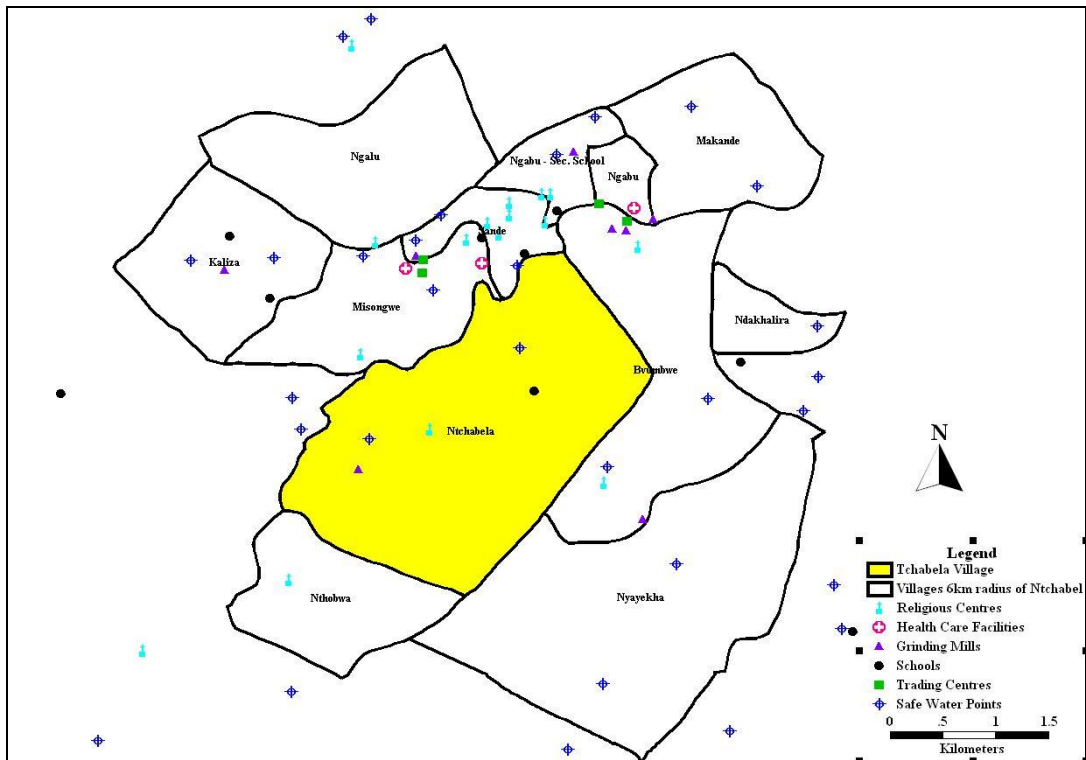 Makande
Ngalu
Ngabu - Sec. School
Ngabu
ande
Kaliza
Misongwe
Ndakhalira
Bvumbwe
Ntchabela
N
Nthobwa
Nyayekha
Legend
Tchabela Village
Villages 6km radius of Ntchabel
Religious Centres
Health Care Facilities
Grinding Mills
Schools
Trading Centres
Safe Water Points
0 .5 1 1.5
Kilometers